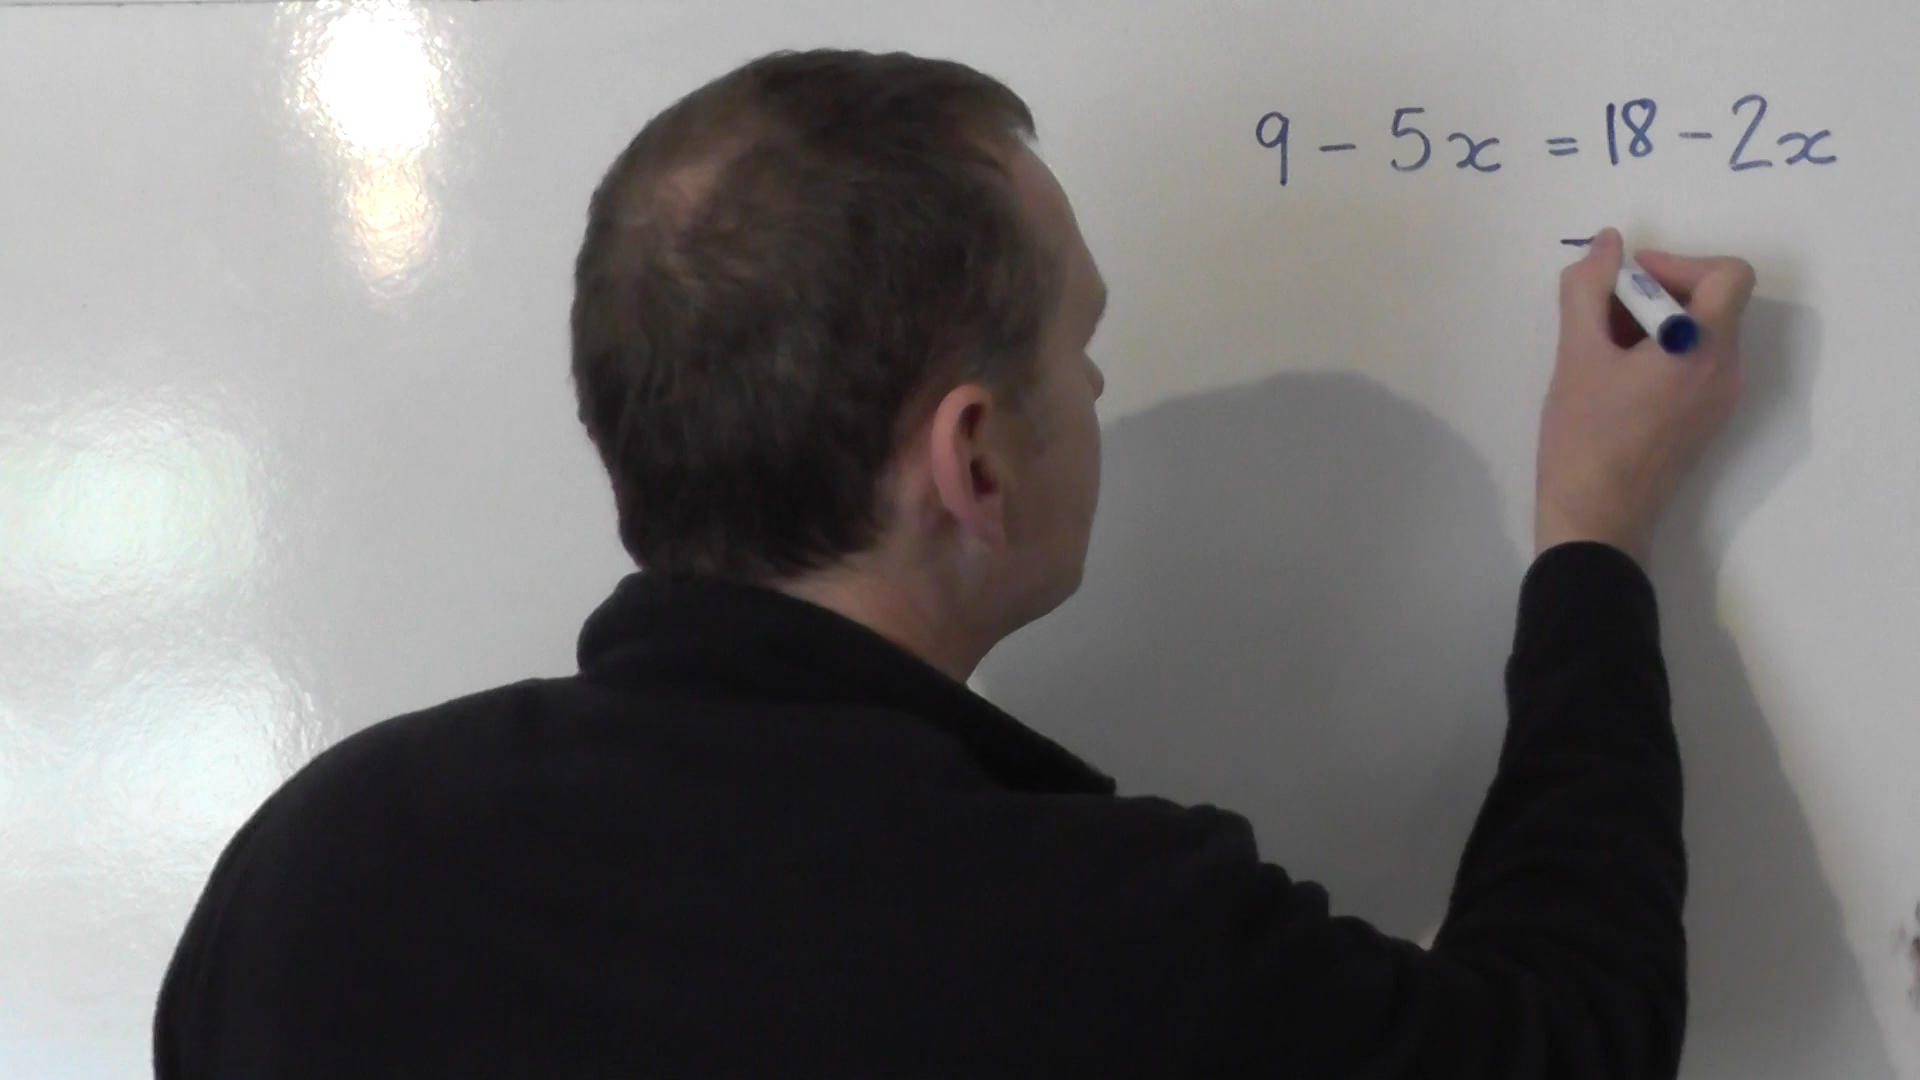 9 - 5x = 18 - 2x